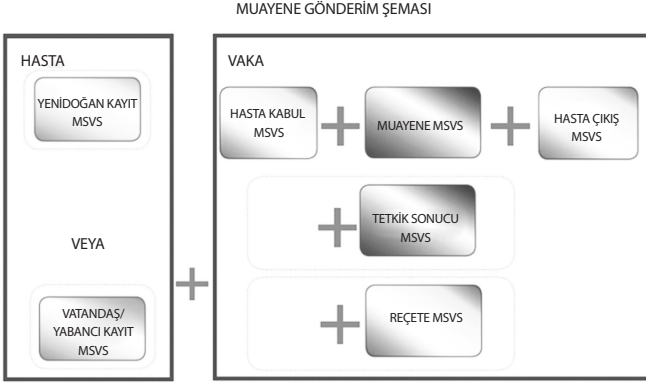 MUAYENE GÖNDERİM ŞEMASI
HASTA
YENİDOĞAN KAYIT
MSVS
VEYA
VATANDAŞ/
YABANCI KAYIT
MSVS
VAKA
HASTA KABUL
MSVS
MUAYENE MSVS
HASTA ÇIKIŞ
MSVS
TETKİK SONUCU
MSVS
REÇETE MSVS